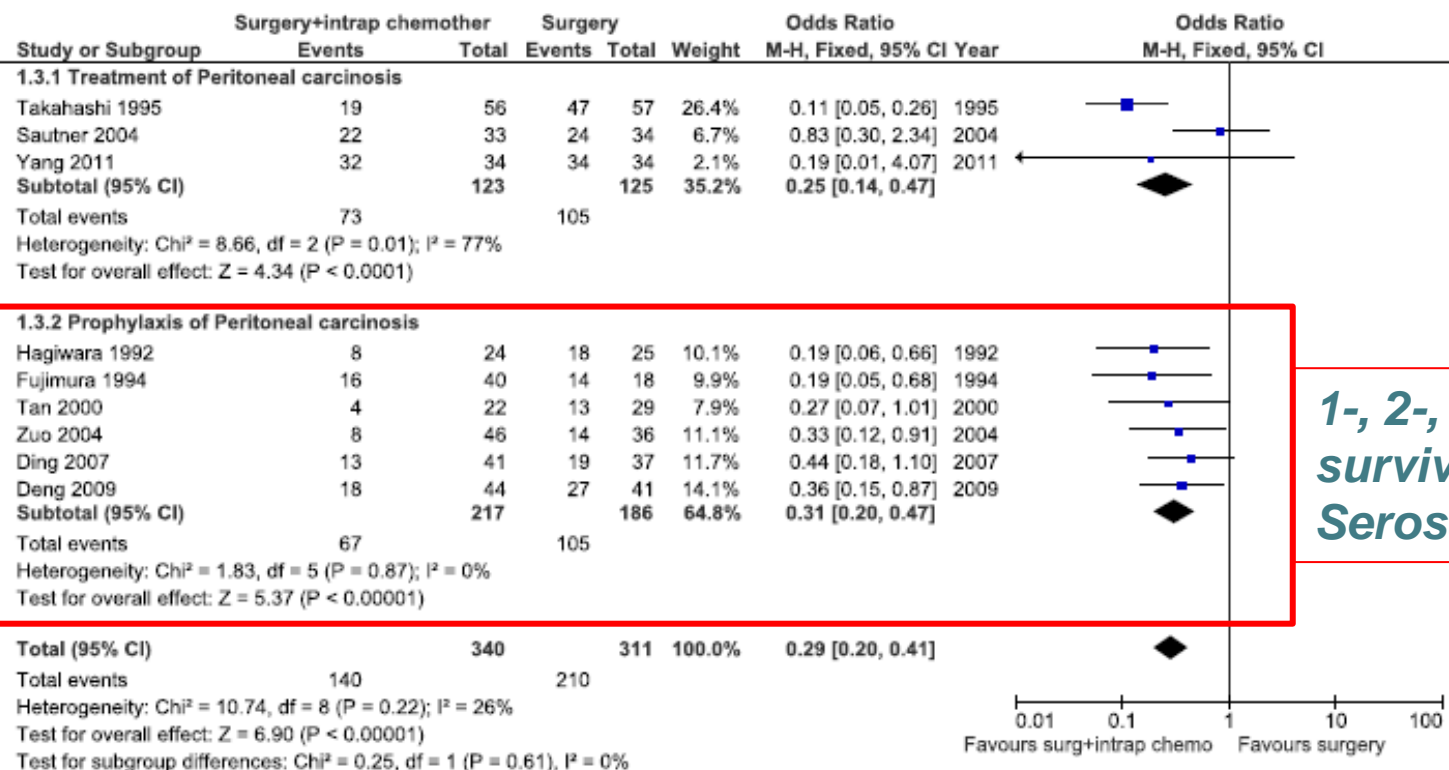 Surgery+intrap chemother Surgery Odds Ratio Odds Ratio
Study or Subgroup Events Total Events Total Weight M-H, Fixed, 95% CI Year M-H, Fixed, 95% CI
1.3.1 Treatment of Peritoneal carcinosis
Takahashi 1995 19 56 47 57 26.4% 0.11 [0.05, 0.26] 1995
Sautner 2004 22 33 24 34 6.7% 0.83 [0.30, 2.34] 2004
Yang 2011 32 34 34 34 2.1% 0.19 [0.01, 4.07] 2011
Subtotal (95% CI) 123 125 35.2% 0.25 [0.14, 0.47]
Total events 73 105
Heterogeneity: Chi² = 8.66, df = 2 (P = 0.01); I² = 77%
Test for overall effect: Z = 4.34 (P < 0.0001)
1.3.2 Prophylaxis of Peritoneal carcinosis
Hagiwara 1992 8 24 18 25 10.1% 0.19 [0.06, 0.66] 1992
Fujimura 1994 16 40 14 18 9.9% 0.19 [0.05, 0.68] 1994
Tan 2000 4 22 13 29 7.9% 0.27 [0.07, 1.01] 2000
Zuo 2004 8 46 14 36 11.1% 0.33 [0.12, 0.91] 2004
Ding 2007 13 41 19 37 11.7% 0.44 [0.18, 1.10] 2007
Deng 2009 18 44 27 41 14.1% 0.36 [0.15, 0.87] 2009
Subtotal (95% CI) 217 186 64.8% 0.31 [0.20, 0.47]
Total events 67 105
Heterogeneity: Chi² = 1.83, df = 5 (P = 0.87); I² = 0%
Test for overall effect: Z = 5.37 (P < 0.00001)
1-, 2-,
surviv
Seros
Total (95% CI) 340 311 100.0% 0.29 [0.20, 0.41]
Total events 140 210
Heterogeneity: Chi² = 10.74, df = 8 (P = 0.22); I² = 26%
Test for overall effect: Z = 6.90 (P < 0.00001)
Test for subgroup differences: Chi² = 0.25, df = 1 (P = 0.61), I² = 0%
0.01 0.1 1 10 100
Favours surg+intrap chemo Favours surgery